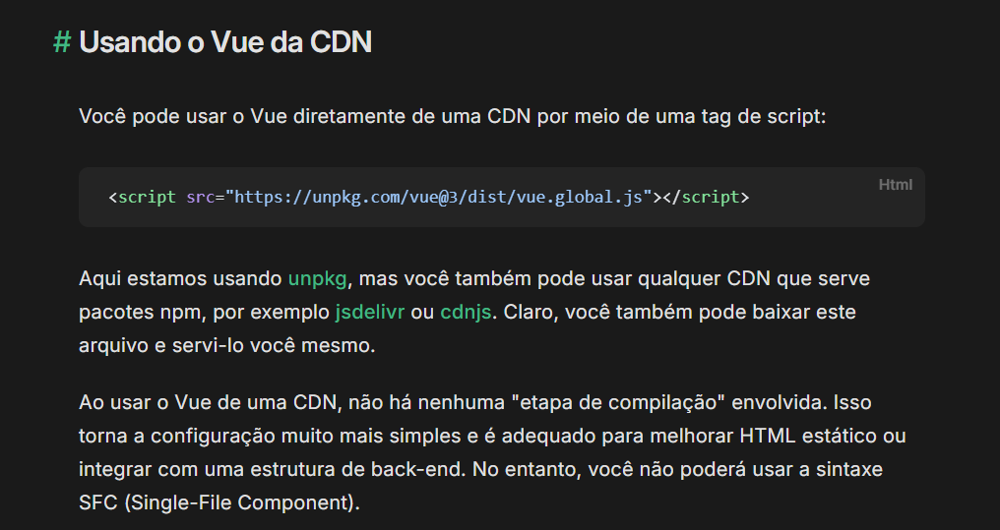 # Usando o Vue da CDN
Você pode usar o Vue diretamente de uma CDN por meio de uma tag de script:
Html
<script src="https://unpkg.com/vue@3/dist/vue.global.js"></script>
Aqui estamos usando unpkg, mas você também pode usar qualquer CDN que serve
pacotes npm, por exemplo jsdelivr ou cdnjs. Claro, você também pode baixar este
arquivo e servi-lo você mesmo.
Ao usar o Vue de uma CDN, não há nenhuma "etapa de compilação" envolvida. Isso
torna a configuração muito mais simples e é adequado para melhorar HTML estático ou
integrar com uma estrutura de back-end. No entanto, você não poderá usar a sintaxe
SFC (Single-File Component).